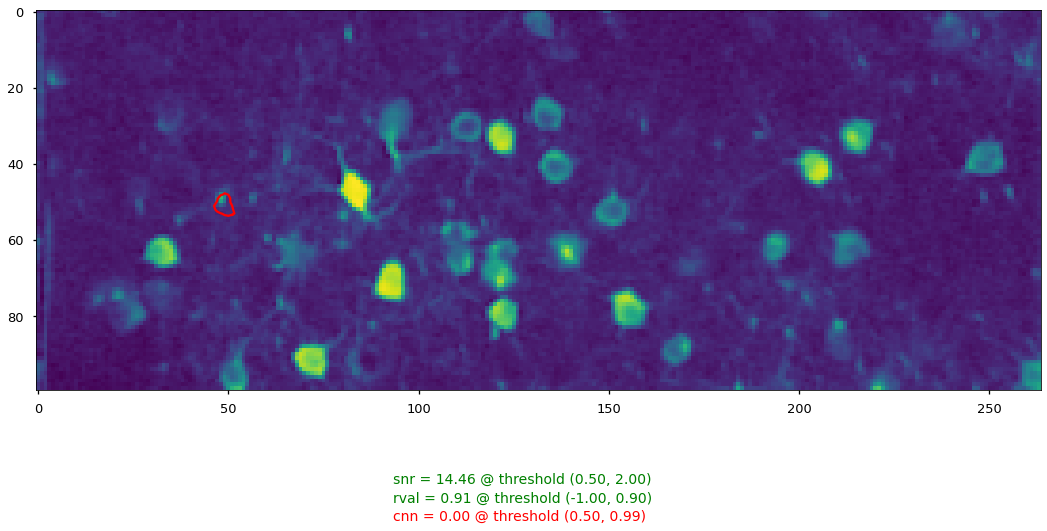 0
20
40
60
80
0 50 100 150 200 250
snr = 14.46 @ threshold (0.50, 2.00)
rval = 0.91 @ threshold (-1.00, 0.90)
cnn = 0.00 @ threshold (0.50, 0.99)